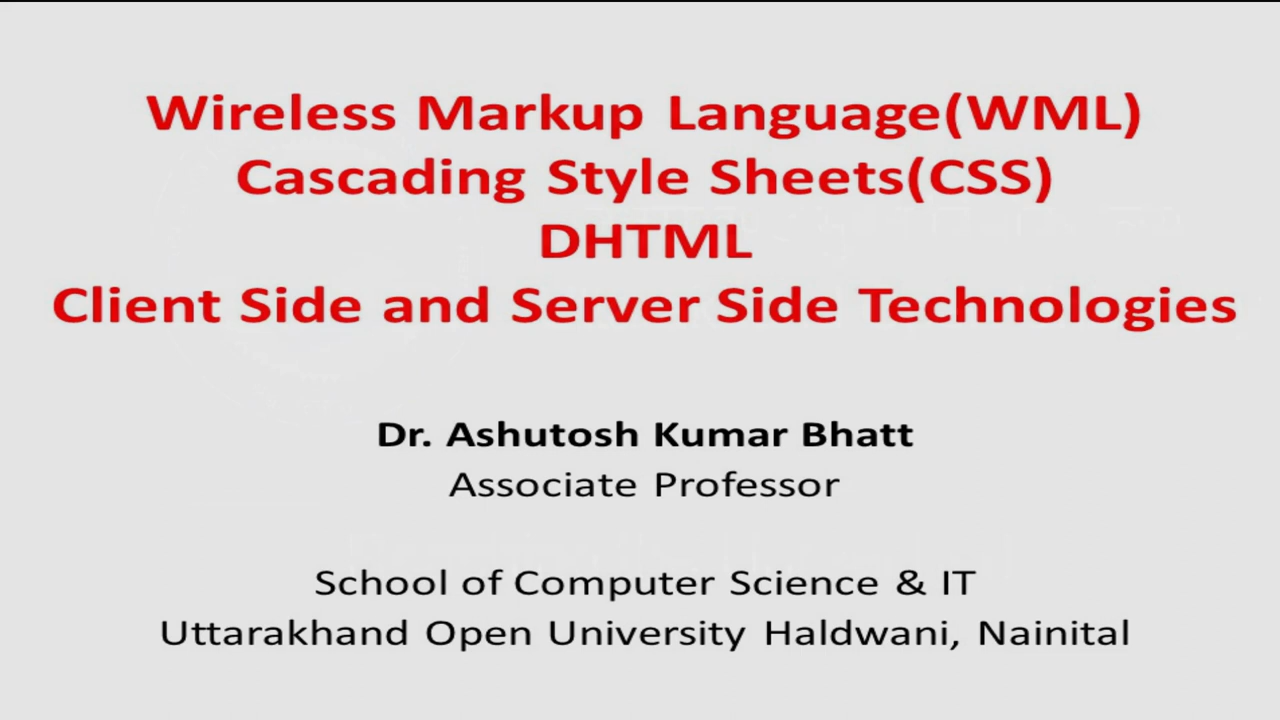 Wireless Markup Language(WML)
Cascading Style Sheets(CSS)
DHTML
Client Side and Server Side Technologies
Dr. Ashutosh Kumar Bhatt
Associate Professor
School of Computer Science & IT
Uttarakhand Open University Haldwani, Nainital